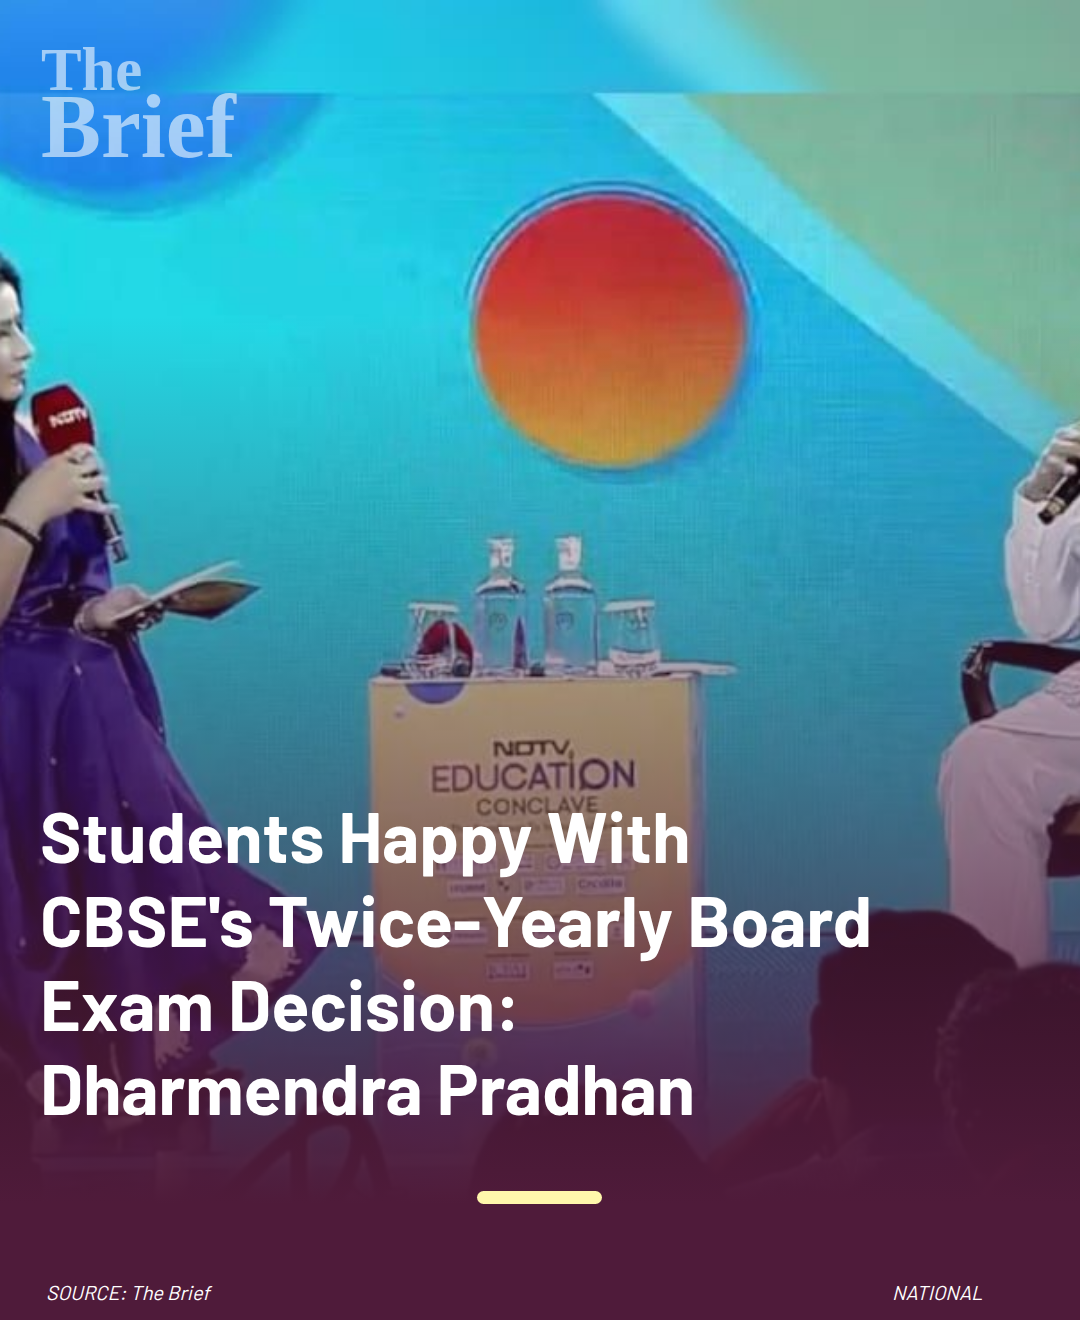 The
Brief
NDTV
NDTV
EDUCATION
CONCLAVE
Students Happy With
CBSE's Twice-Yearly Board
Exam Decision:
Dharmendra Pradhan
SOURCE: The Brief
NATIONAL